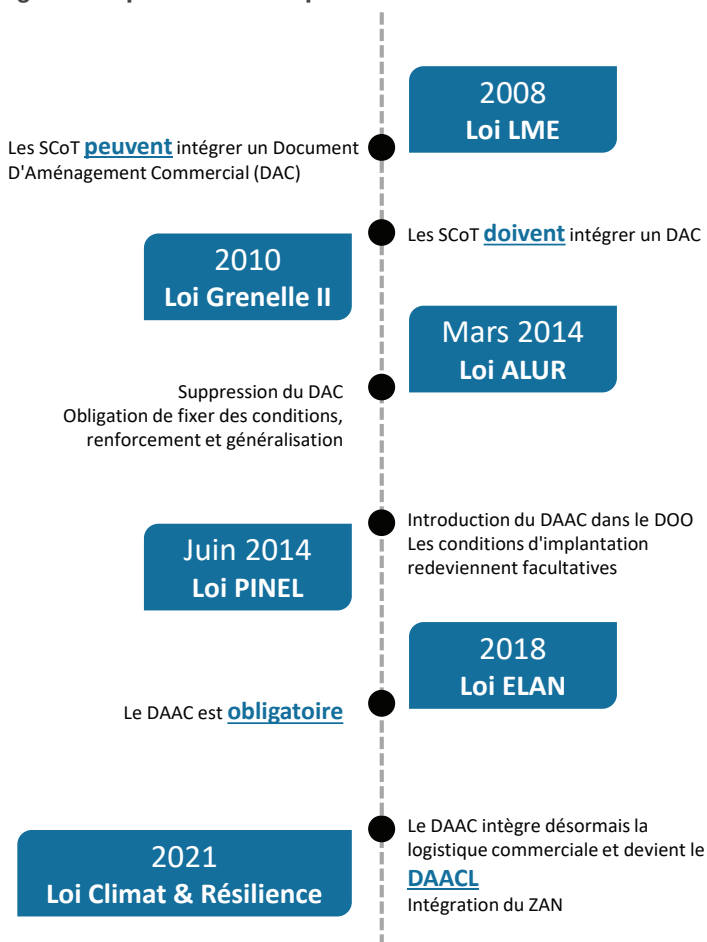 2008
Loi LME
Les SCoT peuvent intégrer un Document
D'Aménagement Commercial (DAC)
Les SCoT doivent intégrer un DAC
2010
Loi Grenelle II
Mars 2014
Loi ALUR
Suppression du DAC
Obligation de fixer des conditions,
renforcement et généralisation
Introduction du DAAC dans le DOO
Les conditions d'implantation
redeviennent facultatives
Juin 2014
Loi PINEL
2018
Loi ELAN
Le DAAC est obligatoire
Le DAAC intègre désormais la
logistique commerciale et devient le
DAACL
Intégration du ZAN
2021
Loi Climat & Résilience